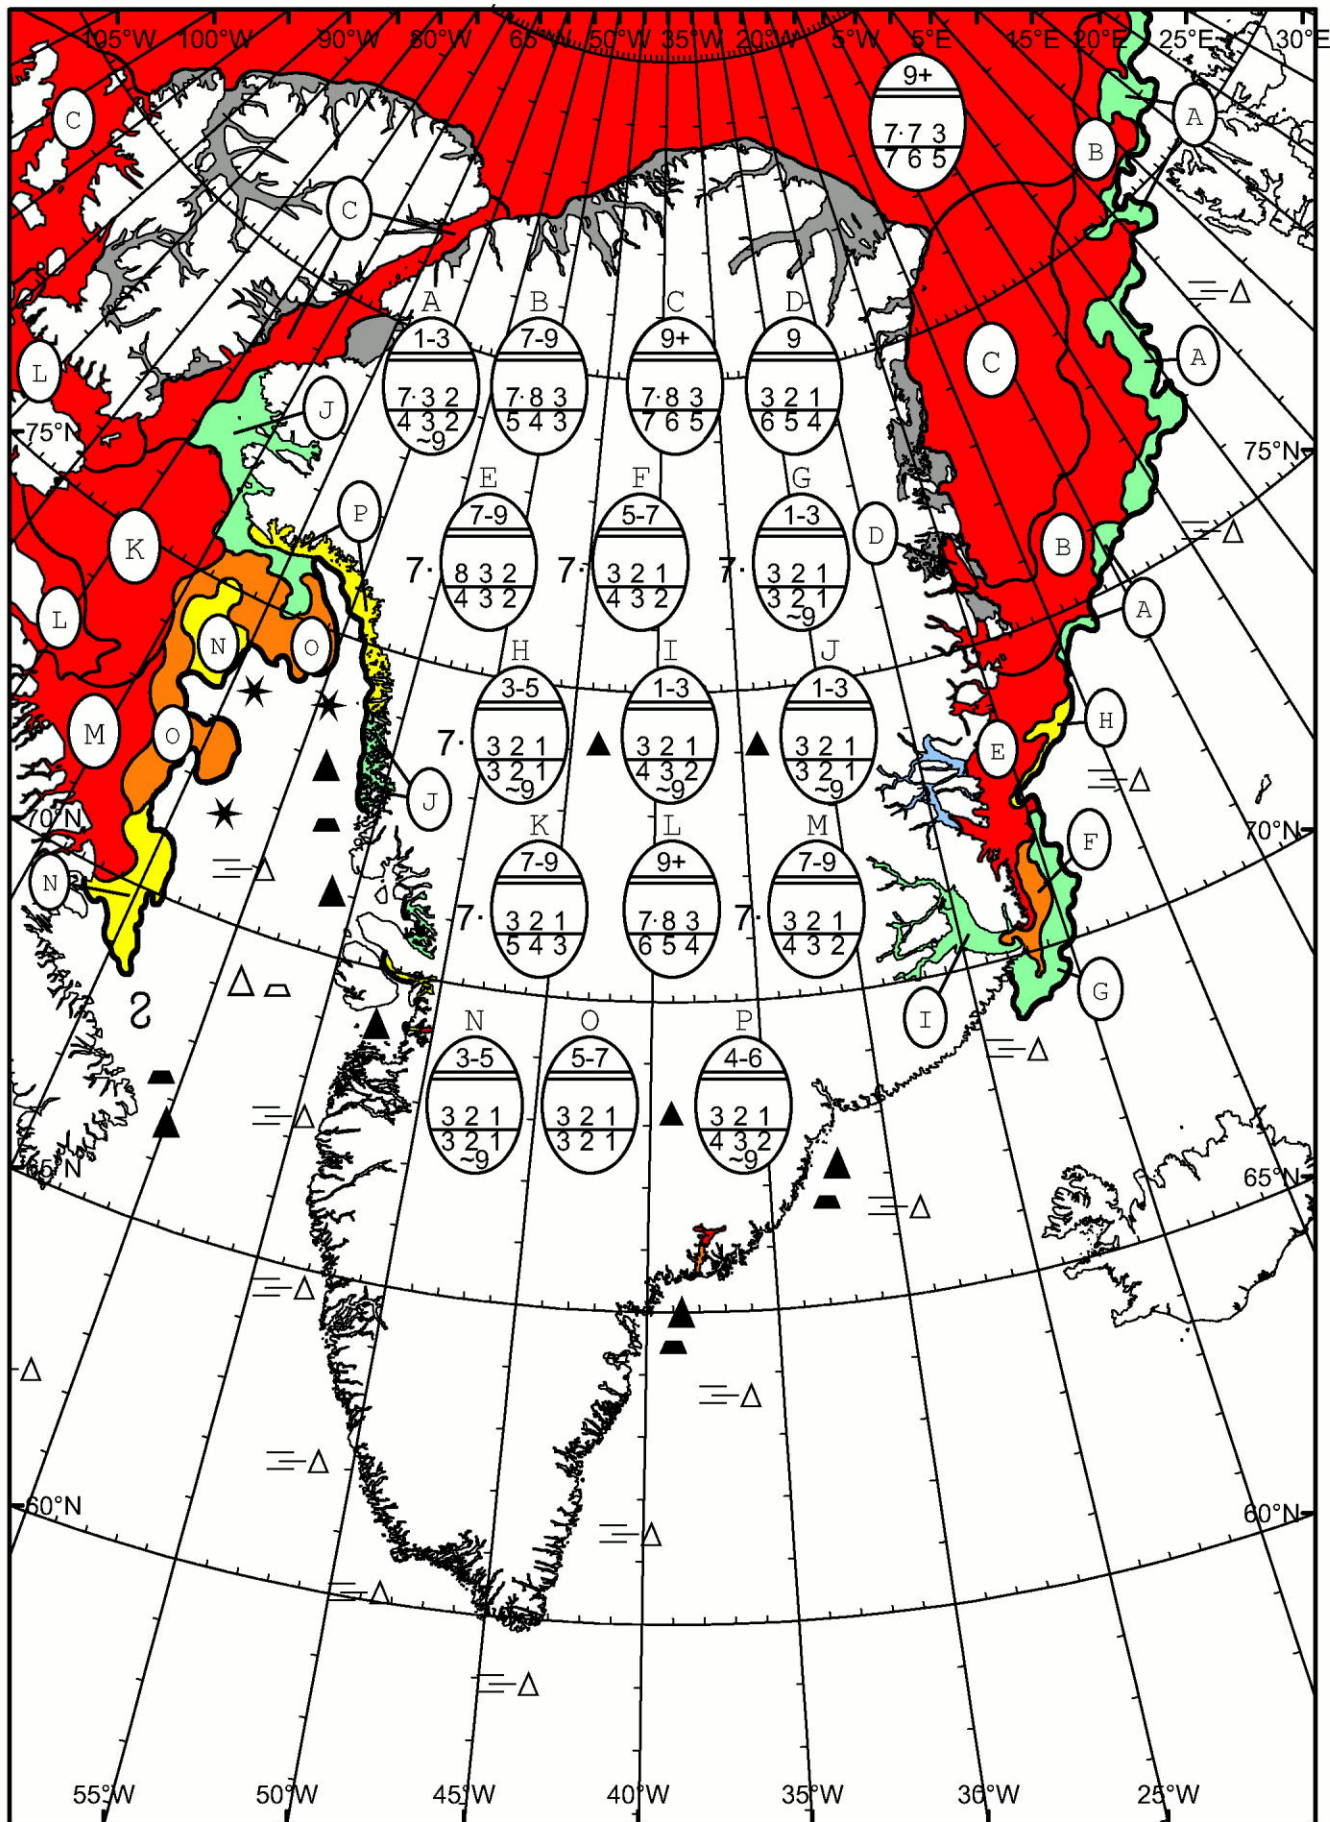 105°W 100°W 90°W 80°W 65°W 50°W 35°W 20°W 5°W 5°E 15°E 20°E 25°E 30°E
9+
7·7 3
7 6 5
C
A
B
C
A B C D
1-3 7-9 9+ 9
7·3 2 7·8 3 7·8 3 3 2 1
4 3 2 5 4 3 7 6 5 6 5 4
~9
C
A
L
J
75°N
75°N
E F G
7-9 5-7 1-3
7· 8 3 2 7· 3 2 1 7· 3 2 1
4 3 2 4 3 2 3 2 1
~9
P
K
D
B
L
A
N
O
H I J
3-5 1-3 1-3
7· 3 2 1 3 2 1 3 2 1
3 2 1 4 3 2 3 2 1
~9 ~9 ~9
M
O
H
E
J
70°N
70°N
K L M
7-9 9+ 7-9
7· 3 2 1 7·8 3 7· 3 2 1
5 4 3 6 5 4 4 3 2
F
N
G
I
N O P
3-5 5-7 4-6
3 2 1 3 2 1 3 2 1
3 2 1 3 2 1 4 3 2
~9 ~9
65°N
65°N
60°N
60°N
55°W 50°W 45°W 40°W 35°W 30°W 25°W